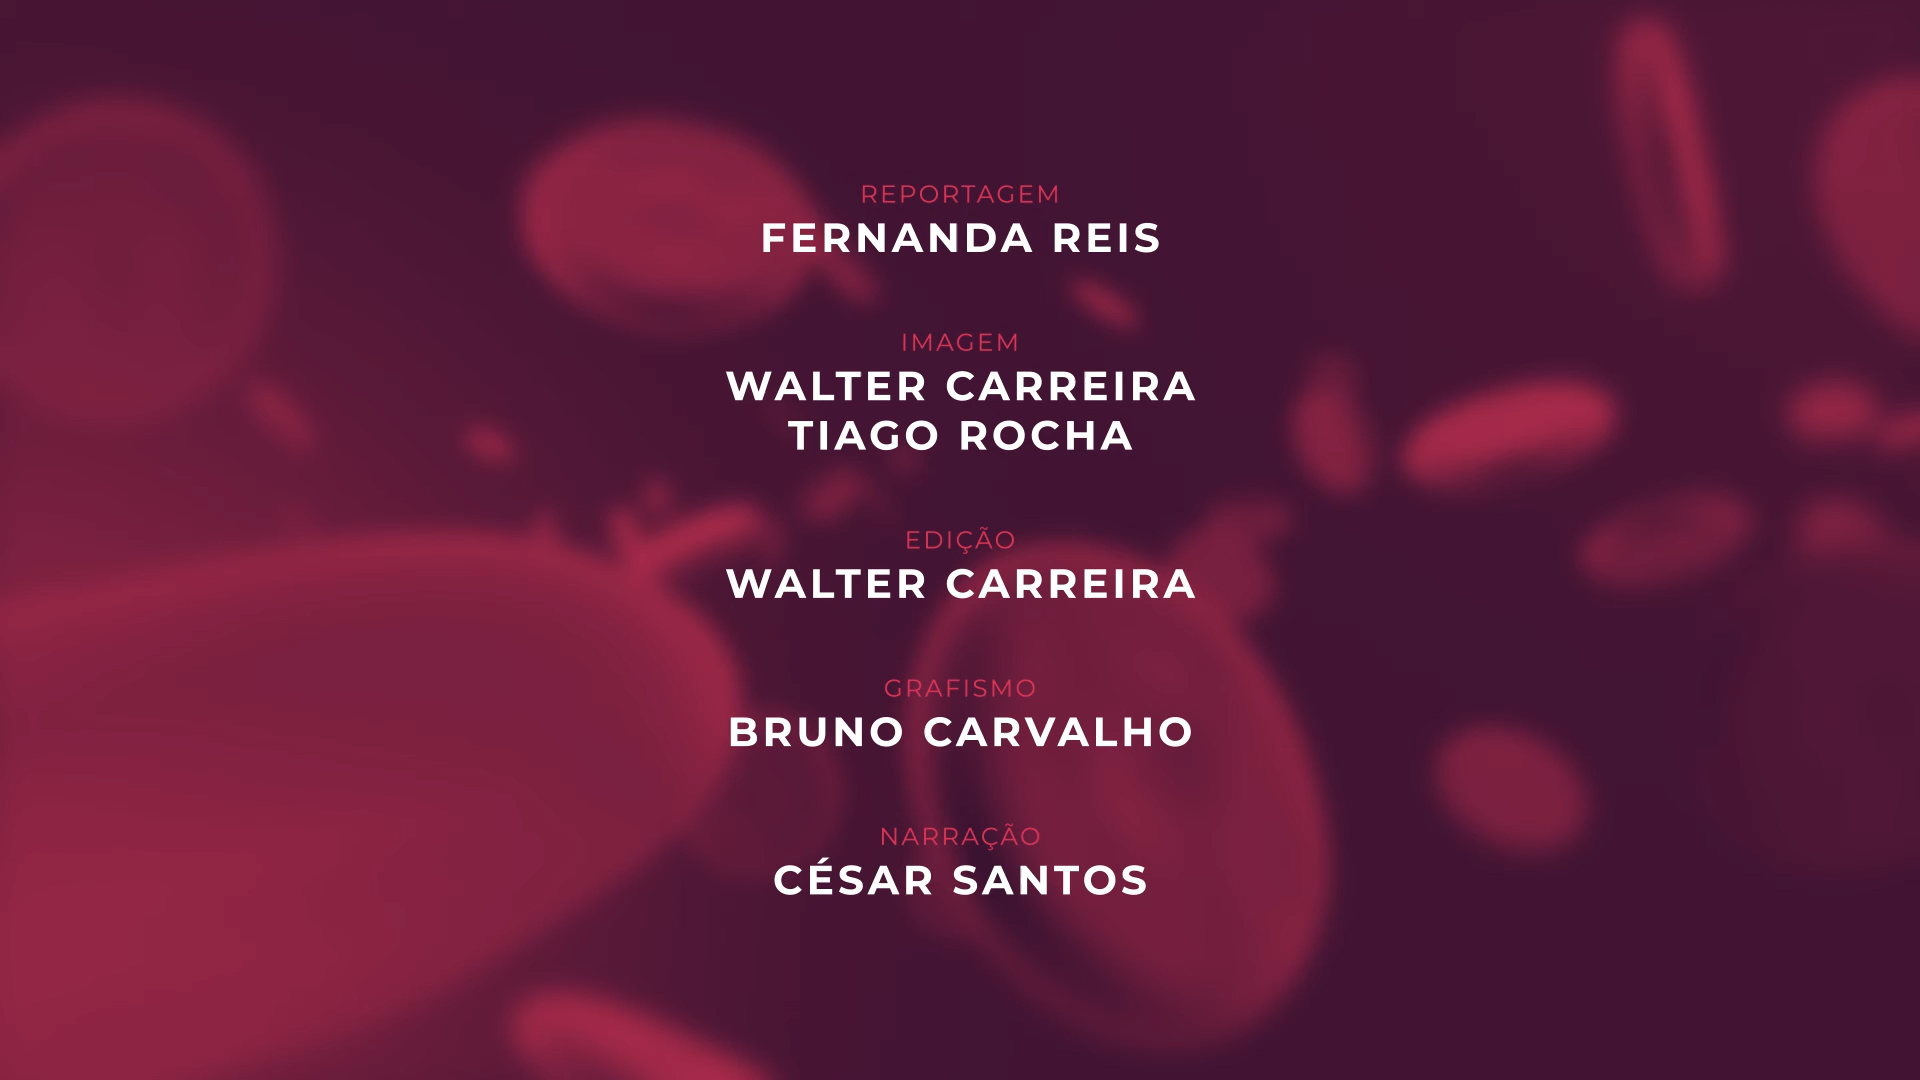 REPORTAGEM
FERNANDA REIS
IMAGEM
WALTER CARREIRA
TIAGO ROCHA
EDIÇÃO
WALTER CARREIRA
GRAFISMO
BRUNO CARVALHO
NARRAÇÃO
CÉSAR SANTOS